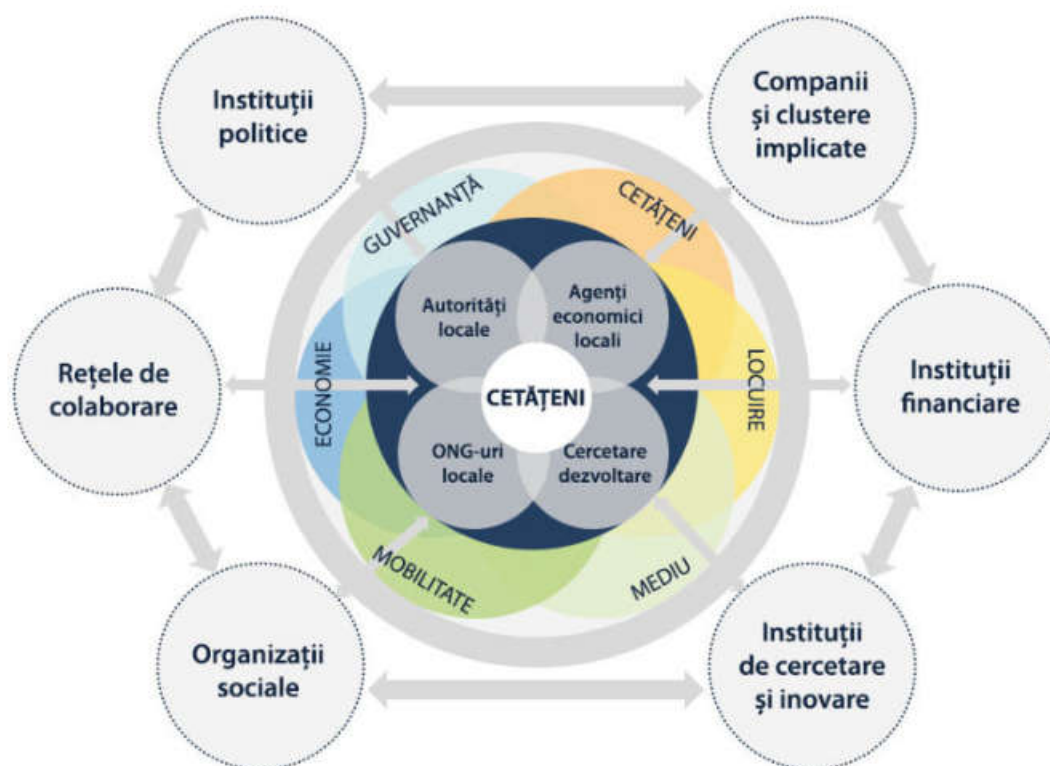 Instituții
politice
Companii
și clustere
implicate
GUVERNANȚĂ
CETĂȚENI
Autorități
locale
Agenți
economici
locali
Rețele de
colaborare
ECONOMIE
CETĂȚENI
LOCUIRE
Instituții
financiare
ONG-uri
locale
Cercetare
dezvoltare
MOBILITATE
MEDIU
Organizații
sociale
Instituții
de cercetare
și inovare